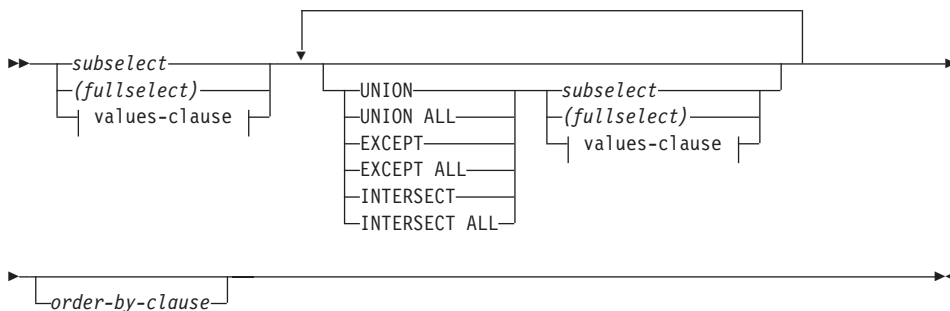 subselect
(fullselect)
values-clause
UNION
UNION ALL
EXCEPT
EXCEPT ALL
INTERSECT
INTERSECT ALL
subselect
(fullselect)
values-clause
order-by-clause